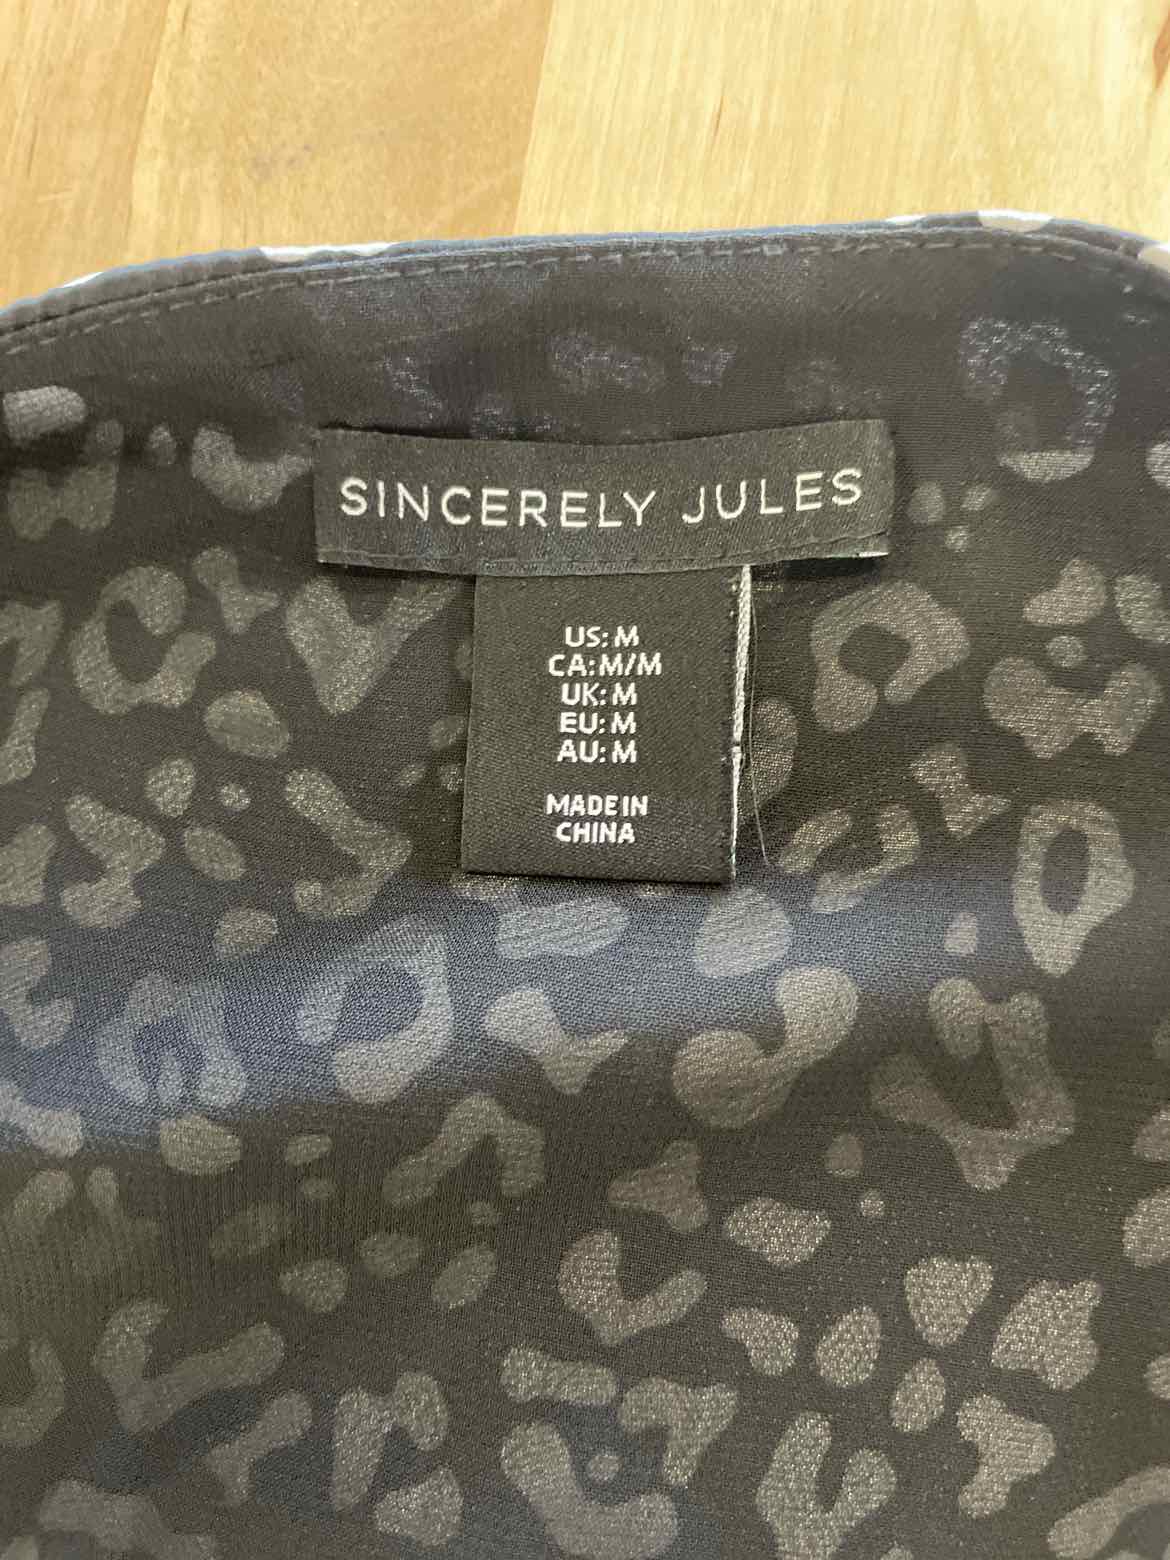 SINCERELY JULES
US: M
CA: M/M
UK: M
EU: M
AU: M
MADE IN
CHINA